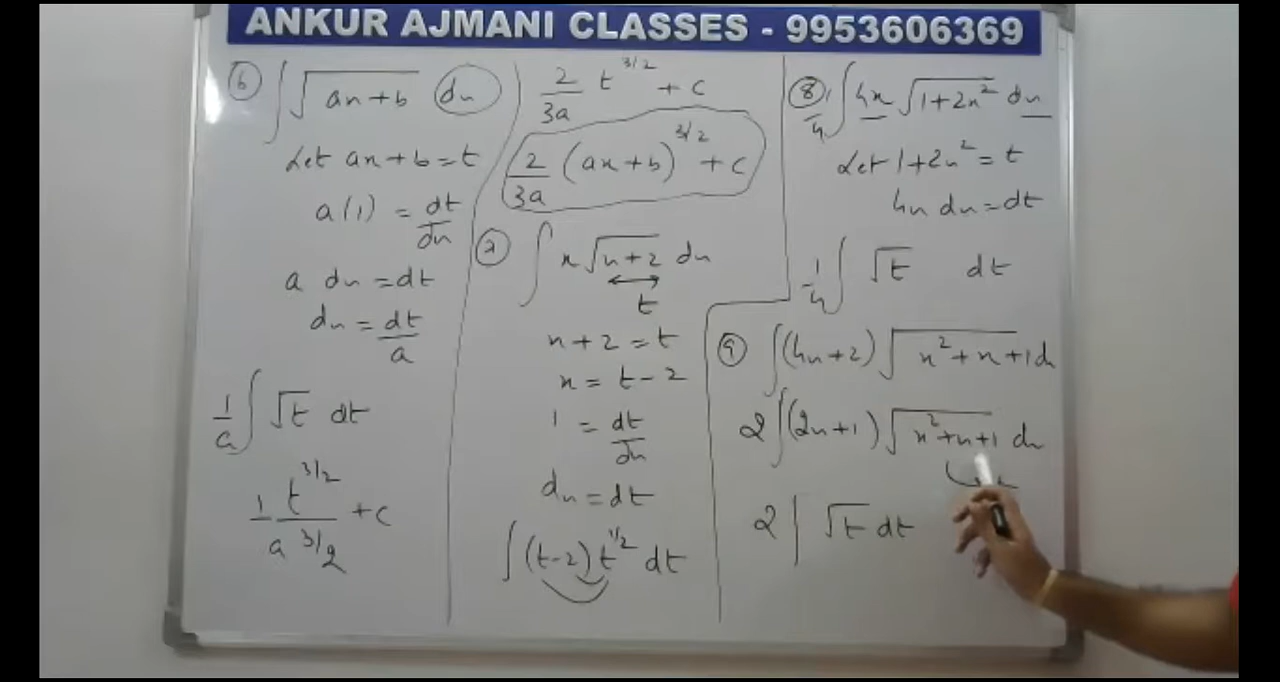 ANKUR AJMANI CLASSES - 9953606369
6 ∫ √(ax+b) dx
Let ax+b = t
a(1) = dt/dx
a dx = dt
dx = dt/a
1/a ∫ √t dt
1/a t^3/2 / 3/2 + c
2/3a t^3/2 + c
2/3a (ax+b)^3/2 + c
7 ∫ x √(x+2) dx
t
x+2 = t
x = t-2
1 = dt/dx
dx = dt
∫ (t-2) t^1/2 dt
8 1/4 ∫ 4x √(1+2x²) dx
Let 1+2x² = t
4x dx = dt
1/4 ∫ √t dt
9 ∫ (4x+2) √(x²+x+1) dx
2 ∫ (2x+1) √(x²+x+1) dx
t
2 ∫ √t dt